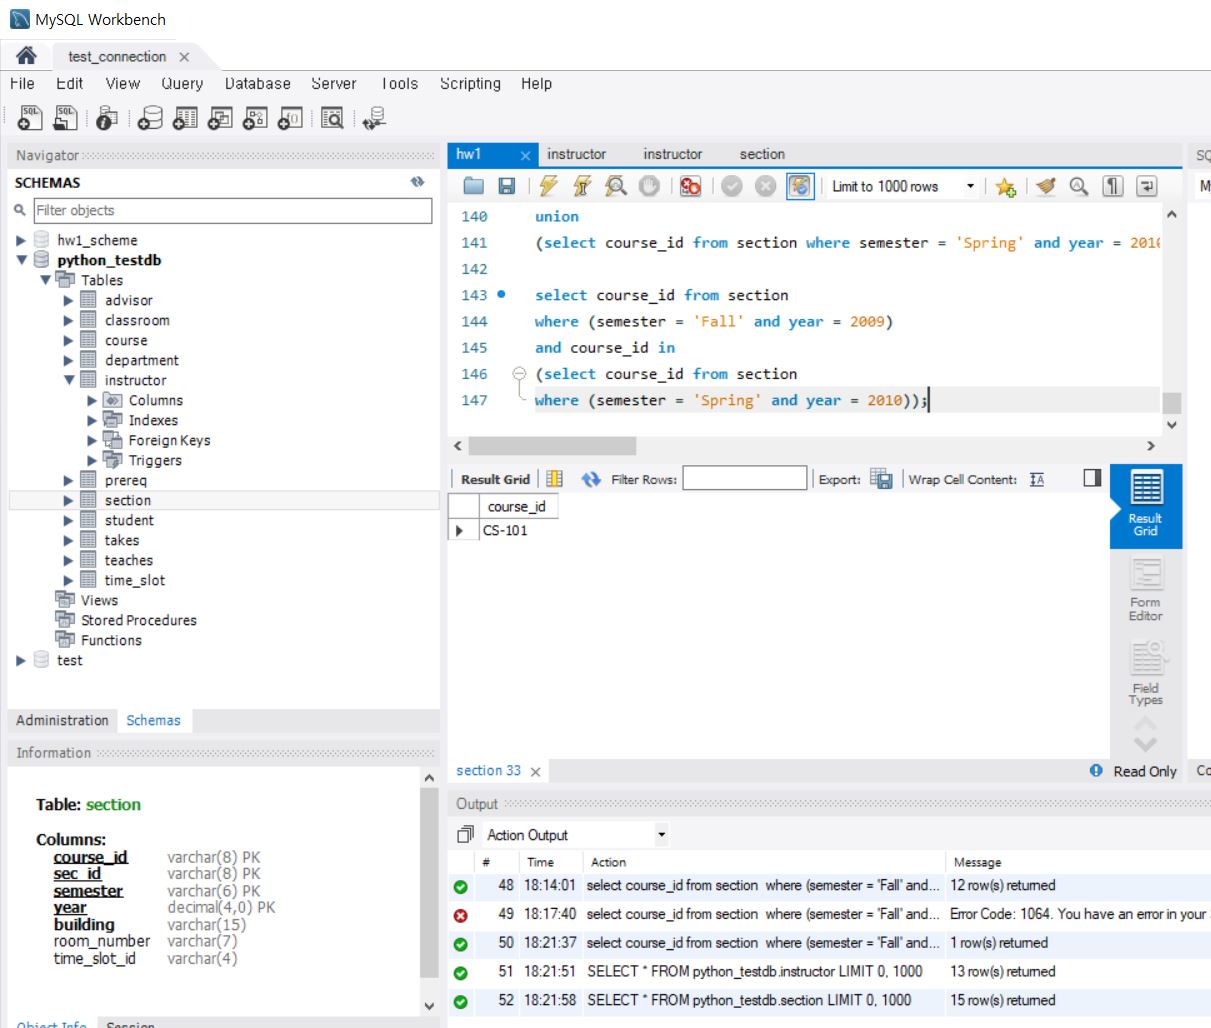 MySQL Workbench
test_connection
File Edit View Query Database Server Tools Scripting Help
Navigator
SCHEMAS
Filter objects
hw1_scheme
python_testdb
Tables
advisor
classroom
course
department
instructor
Columns
Indexes
Foreign Keys
Triggers
prereq
section
student
takes
teaches
time_slot
Views
Stored Procedures
Functions
test
Administration Schemas
Information
Table: section
Columns:
course_id varchar(8) PK
sec_id varchar(8) PK
semester varchar(6) PK
year decimal(4,0) PK
building varchar(15)
room_number varchar(7)
time_slot_id varchar(4)
Object Info Session
hw1 instructor instructor section
Limit to 1000 rows
140 union
141 (select course_id from section where semester = 'Spring' and year = 2010
142
143 select course_id from section
144 where (semester = 'Fall' and year = 2009)
145 and course_id in
146 (select course_id from section
147 where (semester = 'Spring' and year = 2010));
Result Grid Filter Rows: Export: Wrap Cell Content:
course_id
CS-101
Result Grid
Form Editor
Field Types
section 33
Read Only
Output
Action Output
# Time Action Message
48 18:14:01 select course_id from section where (semester = 'Fall' and... 12 row(s) returned
49 18:17:40 select course_id from section where (semester = 'Fall' and... Error Code: 1064. You have an error in your
50 18:21:37 select course_id from section where (semester = 'Fall' and... 1 row(s) returned
51 18:21:51 SELECT * FROM python_testdb.instructor LIMIT 0, 1000 13 row(s) returned
52 18:21:58 SELECT * FROM python_testdb.section LIMIT 0, 1000 15 row(s) returned